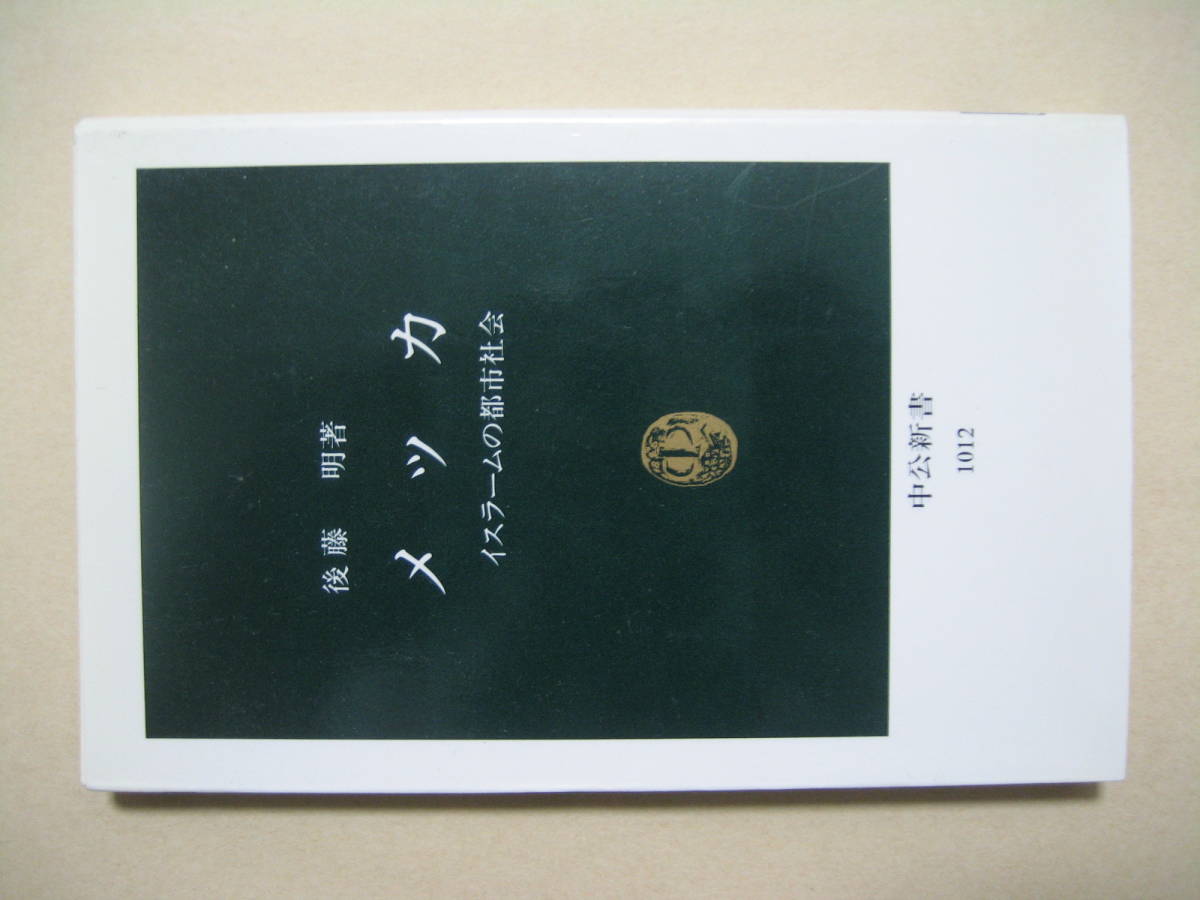 後藤 明著
メッカ
イスラームの都市社会
中公新書
1012